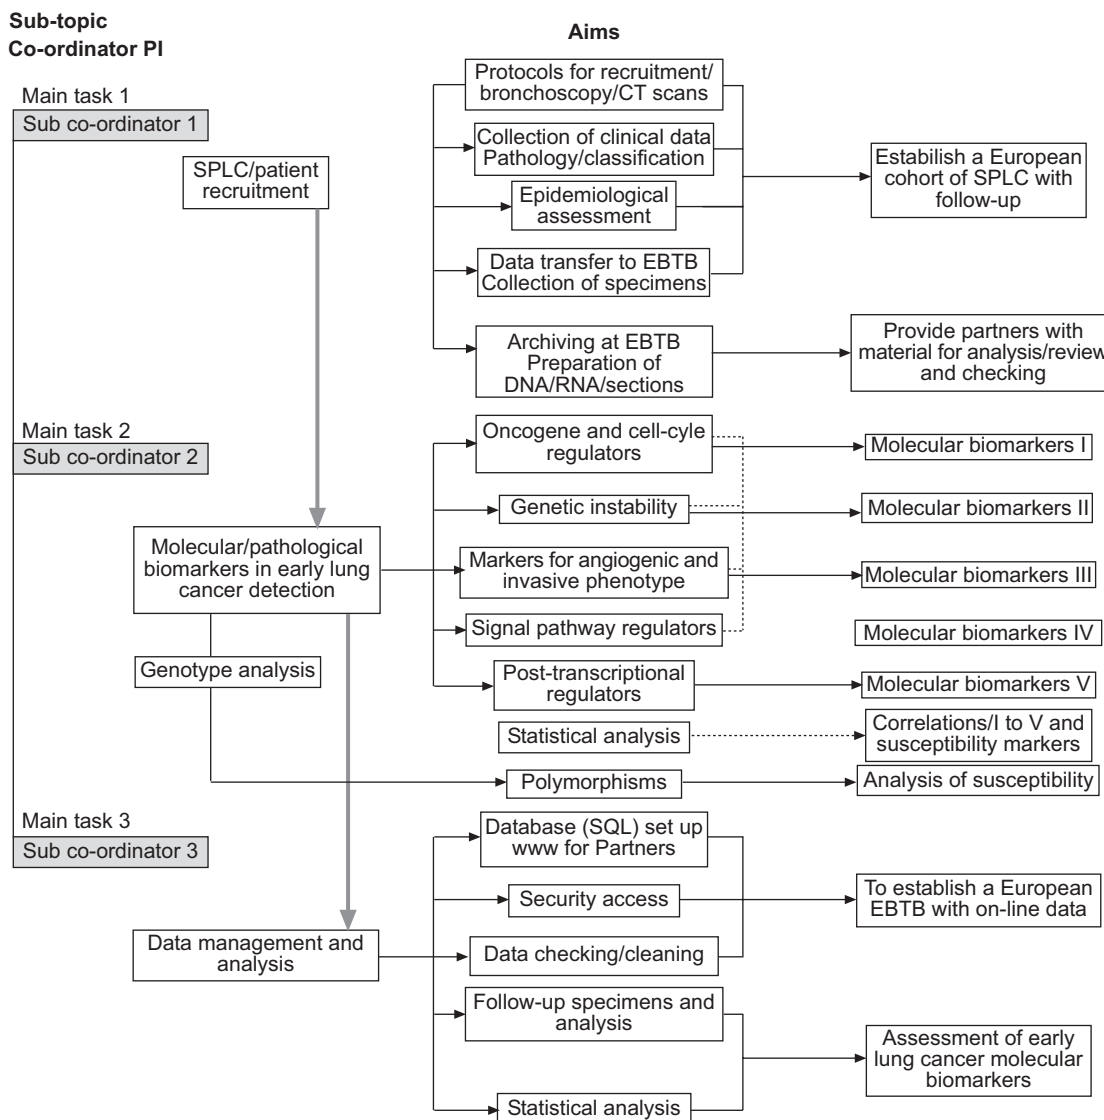 Sub-topic
Co-ordinator PI
Aims
Main task 1
Sub co-ordinator 1
SPLC/patient
recruitment
Protocols for recruitment/
bronchoscopy/CT scans
Collection of clinical data
Pathology/classification
Epidemiological
assessment
Data transfer to EBTB
Collection of specimens
Archiving at EBTB
Preparation of
DNA/RNA/sections
Estabilish a European
cohort of SPLC with
follow-up
Provide partners with
material for analysis/review
and checking
Main task 2
Sub co-ordinator 2
Molecular/pathological
biomarkers in early lung
cancer detection
Genotype analysis
Oncogene and cell-cyle
regulators
Genetic instability
Markers for angiogenic and
invasive phenotype
Signal pathway regulators
Post-transcriptional
regulators
Statistical analysis
Polymorphisms
Molecular biomarkers I
Molecular biomarkers II
Molecular biomarkers III
Molecular biomarkers IV
Molecular biomarkers V
Correlations/I to V and
susceptibility markers
Analysis of susceptibility
Main task 3
Sub co-ordinator 3
Data management and
analysis
Database (SQL) set up
www for Partners
Security access
Data checking/cleaning
Follow-up specimens and
analysis
Statistical analysis
To establish a European
EBTB with on-line data
Assessment of early
lung cancer molecular
biomarkers